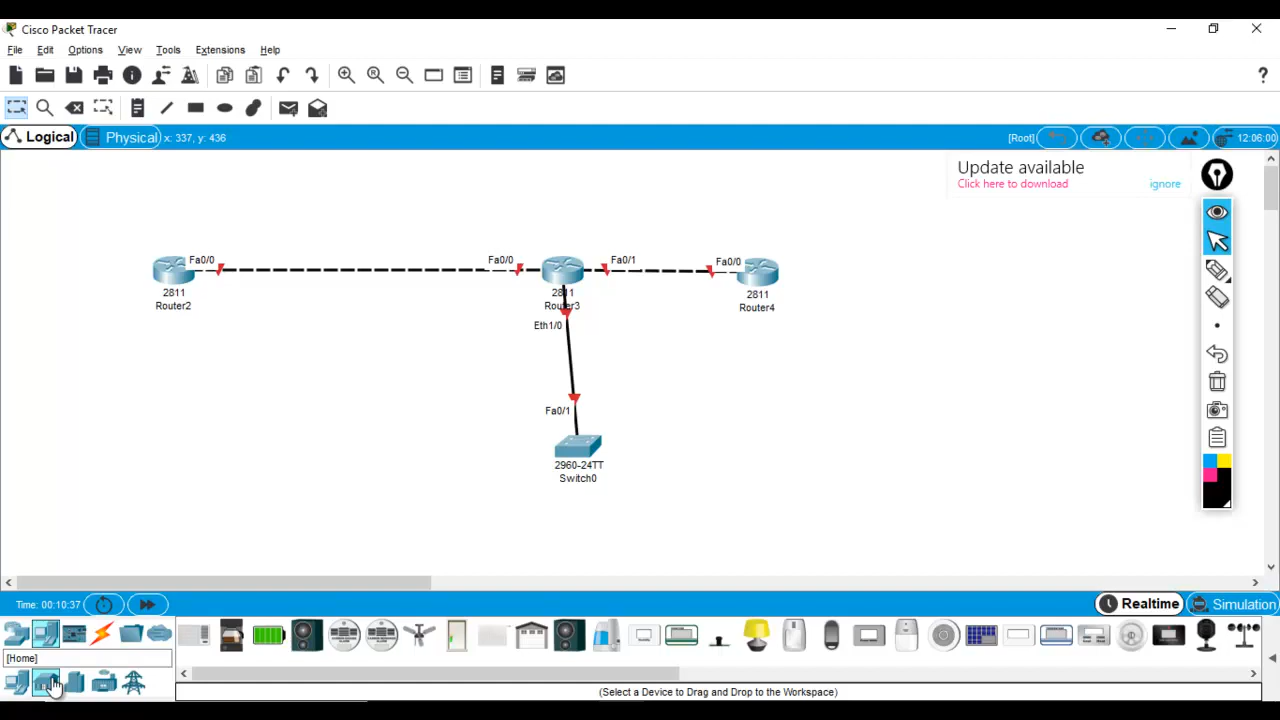 Cisco Packet Tracer
File Edit Options View Tools Extensions Help
?
Logical Physical x: 337, y: 436 [Root] 12:06:00
Update available
Click here to download ignore
Fa0/0 Fa0/0 Fa0/1 Fa0/0
2811 2811 2811
Router2 Router3 Router4
Eth1/0
Fa0/1
2960-24TT
Switch0
Time: 00:10:37 Realtime Simulation
[Home]
(Select a Device to Drag and Drop to the Workspace)